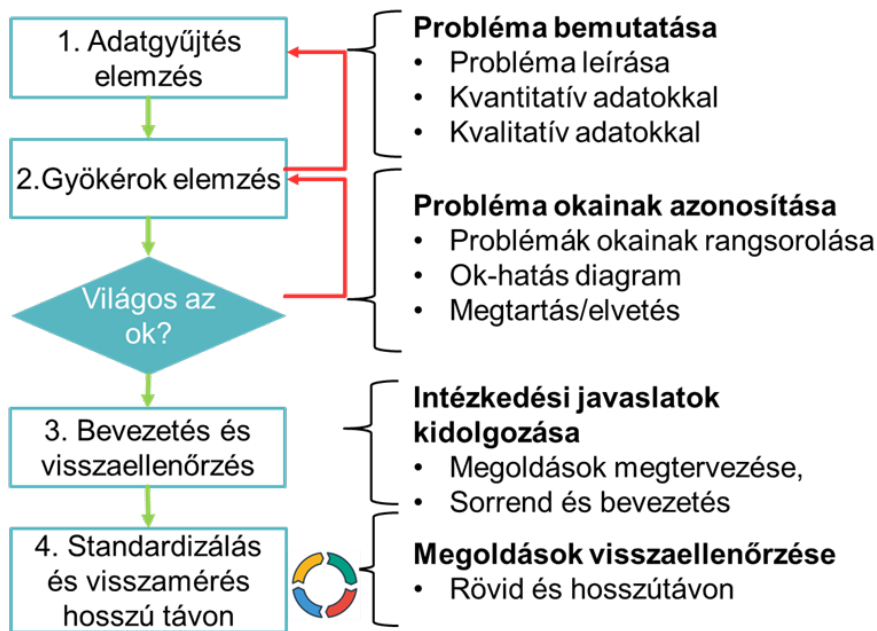 1. Adatgyűjtés
elemzés
2.Gyökérok elemzés
Világos az
ok?
3. Bevezetés és
visszaellenőrzés
4. Standardizálás
és visszamérés
hosszú távon
Probléma bemutatása
• Probléma leírása
• Kvantitatív adatokkal
• Kvalitatív adatokkal
Probléma okainak azonosítása
• Problémák okainak rangsorolása
• Ok-hatás diagram
• Megtartás/elvetés
Intézkedési javaslatok
kidolgozása
• Megoldások megtervezése,
• Sorrend és bevezetés
Megoldások visszaellenőrzése
• Rövid és hosszútávon